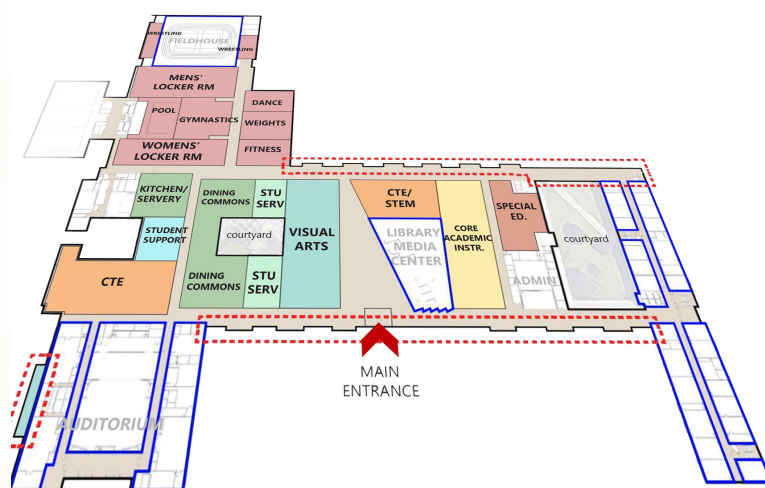 WRESTLING
FIELDHOUSE
WRESTLING
MENS'
LOCKER RM
POOL
GYMNASTICS
DANCE
WEIGHTS
FITNESS
WOMENS'
LOCKER RM
KITCHEN/
SERVERY
DINING
COMMONS
STU
SERV
CTE/
STEM
SPECIAL
ED.
STUDENT
SUPPORT
courtyard
VISUAL
ARTS
LIBRARY
MEDIA
CENTER
CORE
ACADEMIC
INSTR.
courtyard
CTE
DINING
COMMONS
STU
SERV
ADMIN
MAIN
ENTRANCE
AUDITORIUM